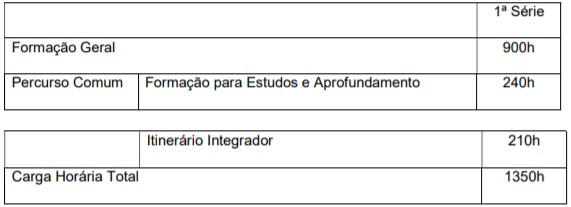 1ª Série
Formação Geral 900h
Percurso Comum Formação para Estudos e Aprofundamento 240h
Itinerário Integrador 210h
Carga Horária Total 1350h